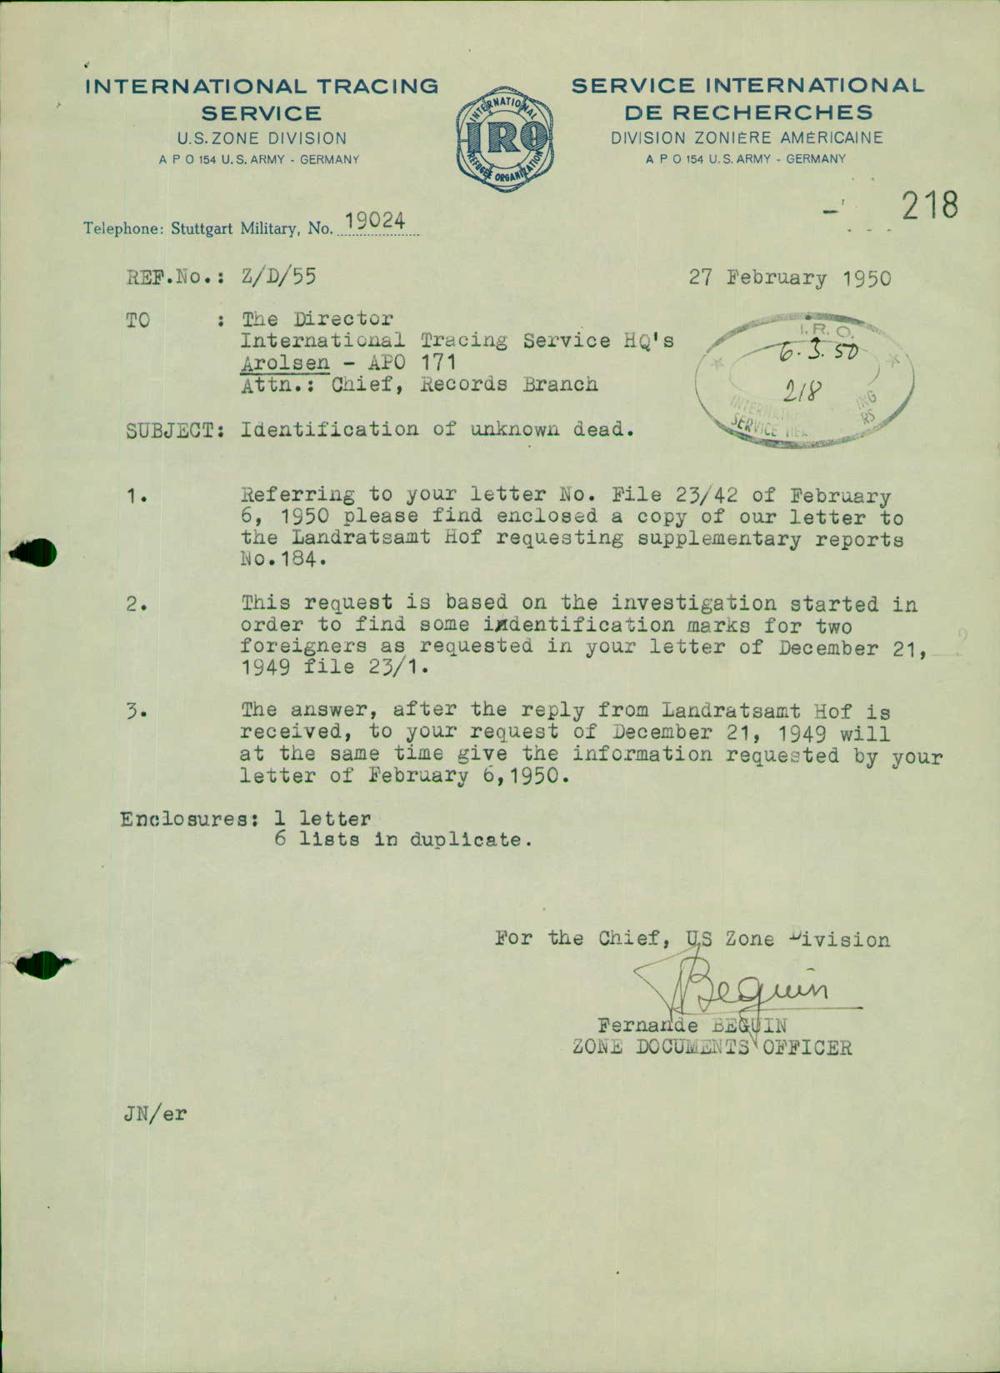 INTERNATIONAL TRACING
SERVICE
U.S. ZONE DIVISION
A P O 154 U. S. ARMY - GERMANY
INTERNATIONAL
IRO
REFUGEE ORGANIZATION
SERVICE INTERNATIONAL
DE RECHERCHES
DIVISION ZONIÈRE AMÉRICAINE
A P O 154 U. S. ARMY - GERMANY
218
Telephone: Stuttgart Military, No. 19024
REF.No.: Z/D/55
27 February 1950
TO : The Director
International Tracing Service HQ's
Arolsen - APO 171
Attn.: Chief, Records Branch
I. R. O.
6. 3. 50
218
SERVICE
SUBJECT: Identification of unknown dead.
1. Referring to your letter No. File 23/42 of February
6, 1950 please find enclosed a copy of our letter to
the Landratsamt Hof requesting supplementary reports
No.184.
2. This request is based on the investigation started in
order to find some indentification marks for two
foreigners as requested in your letter of December 21,
1949 file 23/1.
3. The answer, after the reply from Landratsamt Hof is
received, to your request of December 21, 1949 will
at the same time give the information requested by your
letter of February 6,1950.
Enclosures: 1 letter
6 lists in duplicate.
For the Chief, US Zone Division
Beguin
Fernande BEGUIN
ZONE DOCUMENTS OFFICER
JN/er